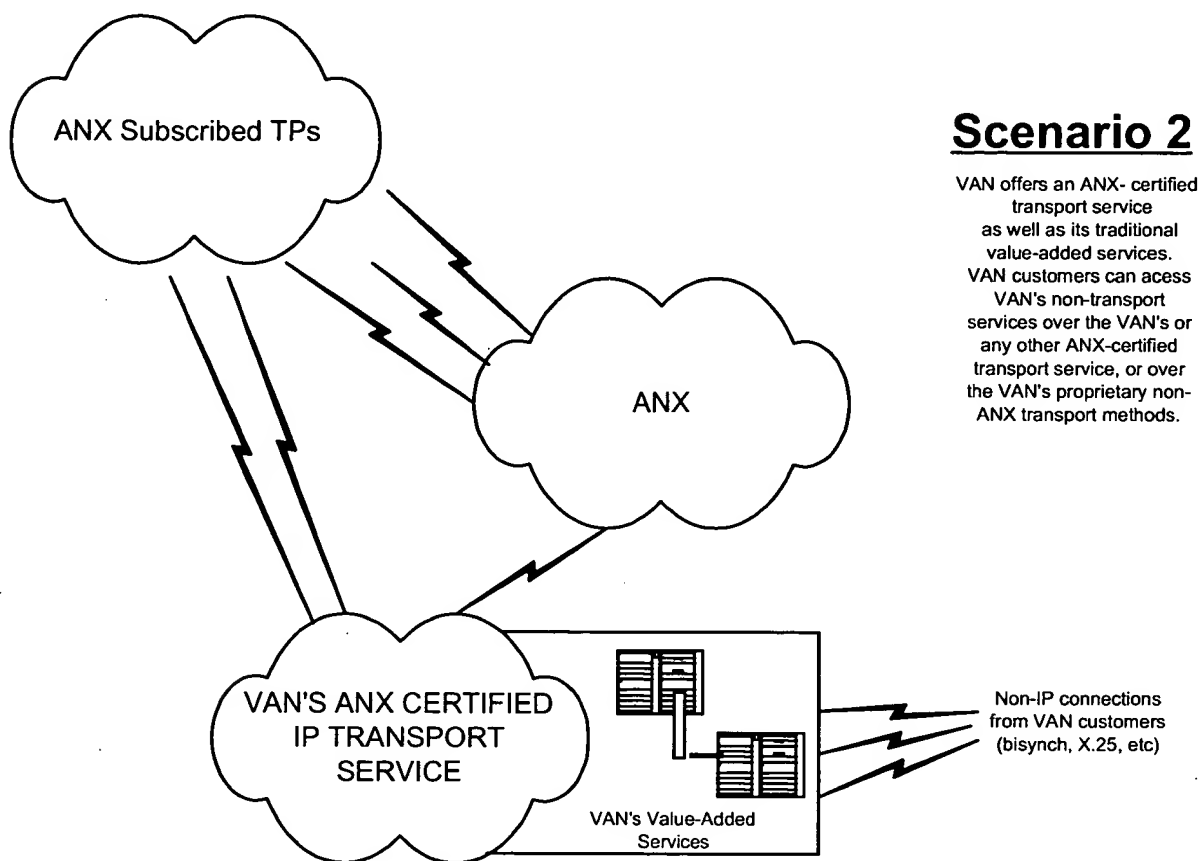 ANX Subscribed TPs
Scenario 2
VAN offers an ANX- certified
transport service
as well as its traditional
value-added services.
VAN customers can acess
VAN's non-transport
services over the VAN's or
any other ANX-certified
transport service, or over
the VAN's proprietary non-
ANX transport methods.
ANX
VAN'S ANX CERTIFIED
IP TRANSPORT
SERVICE
VAN's Value-Added
Services
Non-IP connections
from VAN customers
(bisynch, X.25, etc)